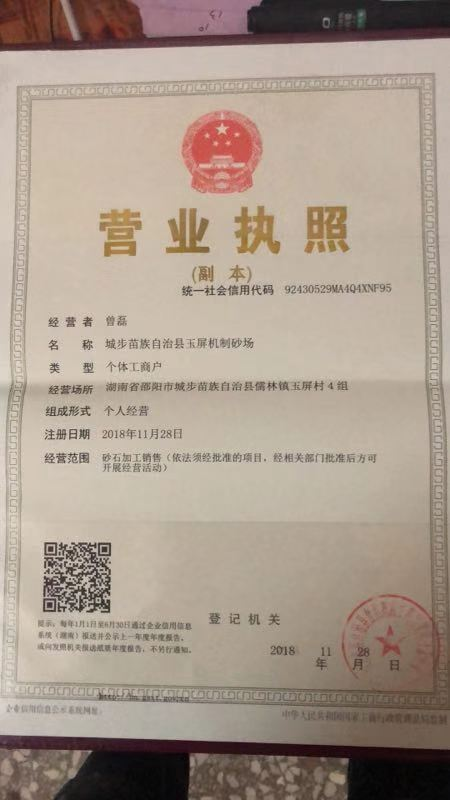 营业执照
(副 本)
统一社会信用代码 92430529MA4Q4XNF95
经营者 曾磊
名称 城步苗族自治县玉屏机制砂场
类型 个体工商户
经营场所 湖南省邵阳市城步苗族自治县儒林镇玉屏村4组
组成形式 个人经营
注册日期 2018年11月28日
经营范围 砂石加工销售（依法须经批准的项目，经相关部门批准后方可
开展经营活动）
提示：每年1月1日至6月30日通过企业信用信息
系统（湖南）报送并公示上一年度年度报告，
或向发照机关报送纸质年度报告，不另行通知。
登记机关
2018 11 28
年 月 日
企业信用信息公示系统网址：
中华人民共和国国家工商行政管理总局监制